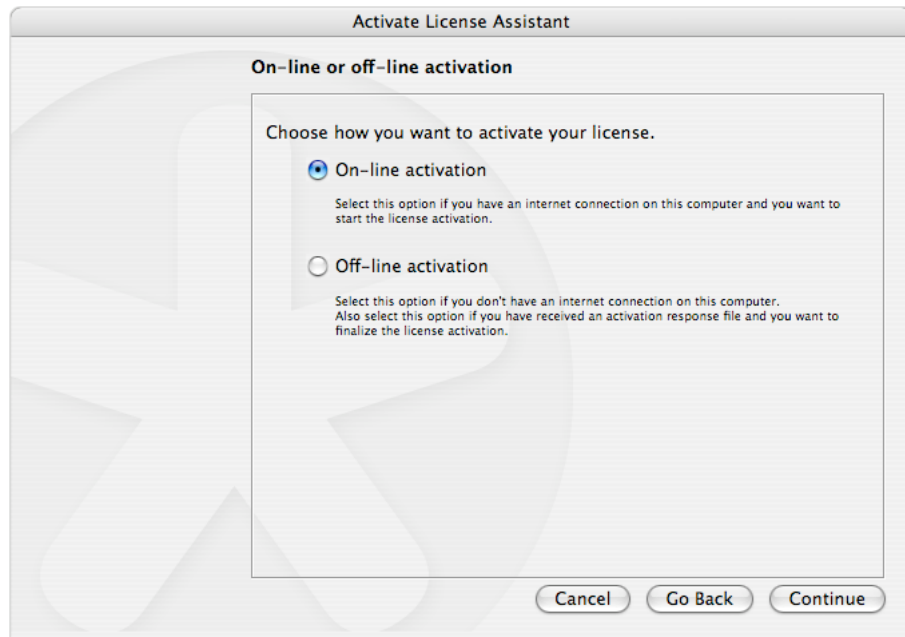 Activate License Assistant
On-line or off-line activation
Choose how you want to activate your license.
On-line activation
Select this option if you have an internet connection on this computer and you want to
start the license activation.
Off-line activation
Select this option if you don't have an internet connection on this computer.
Also select this option if you have received an activation response file and you want to
finalize the license activation.
Cancel Go Back Continue